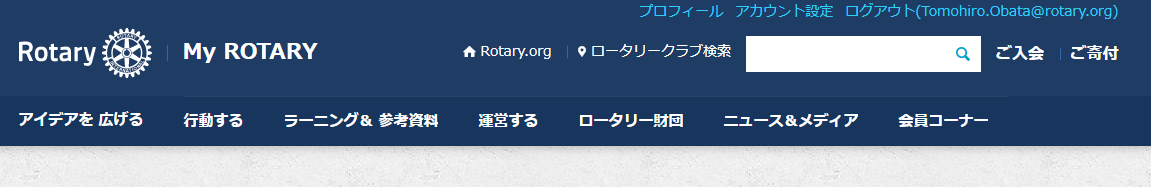 プロフィール アカウント設定 ログアウト(Tomohiro.Obata@rotary.org)
Rotary My ROTARY Rotary.org ロータリークラブ検索 ご入会 ご寄付
アイデアを 広げる 行動する ラーニング& 参考資料 運営する ロータリー財団 ニュース&メディア 会員コーナー